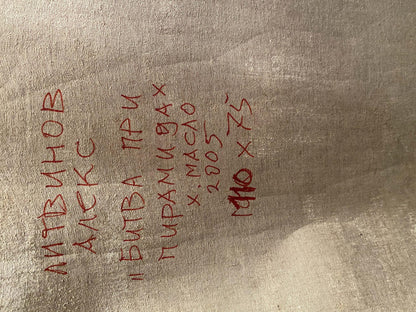 ЛИТВИНОВ
АЛЕКС
"БИТВА ПРИ
ПИРАМИДАХ
Х. МАСЛО
2005
110 х 75